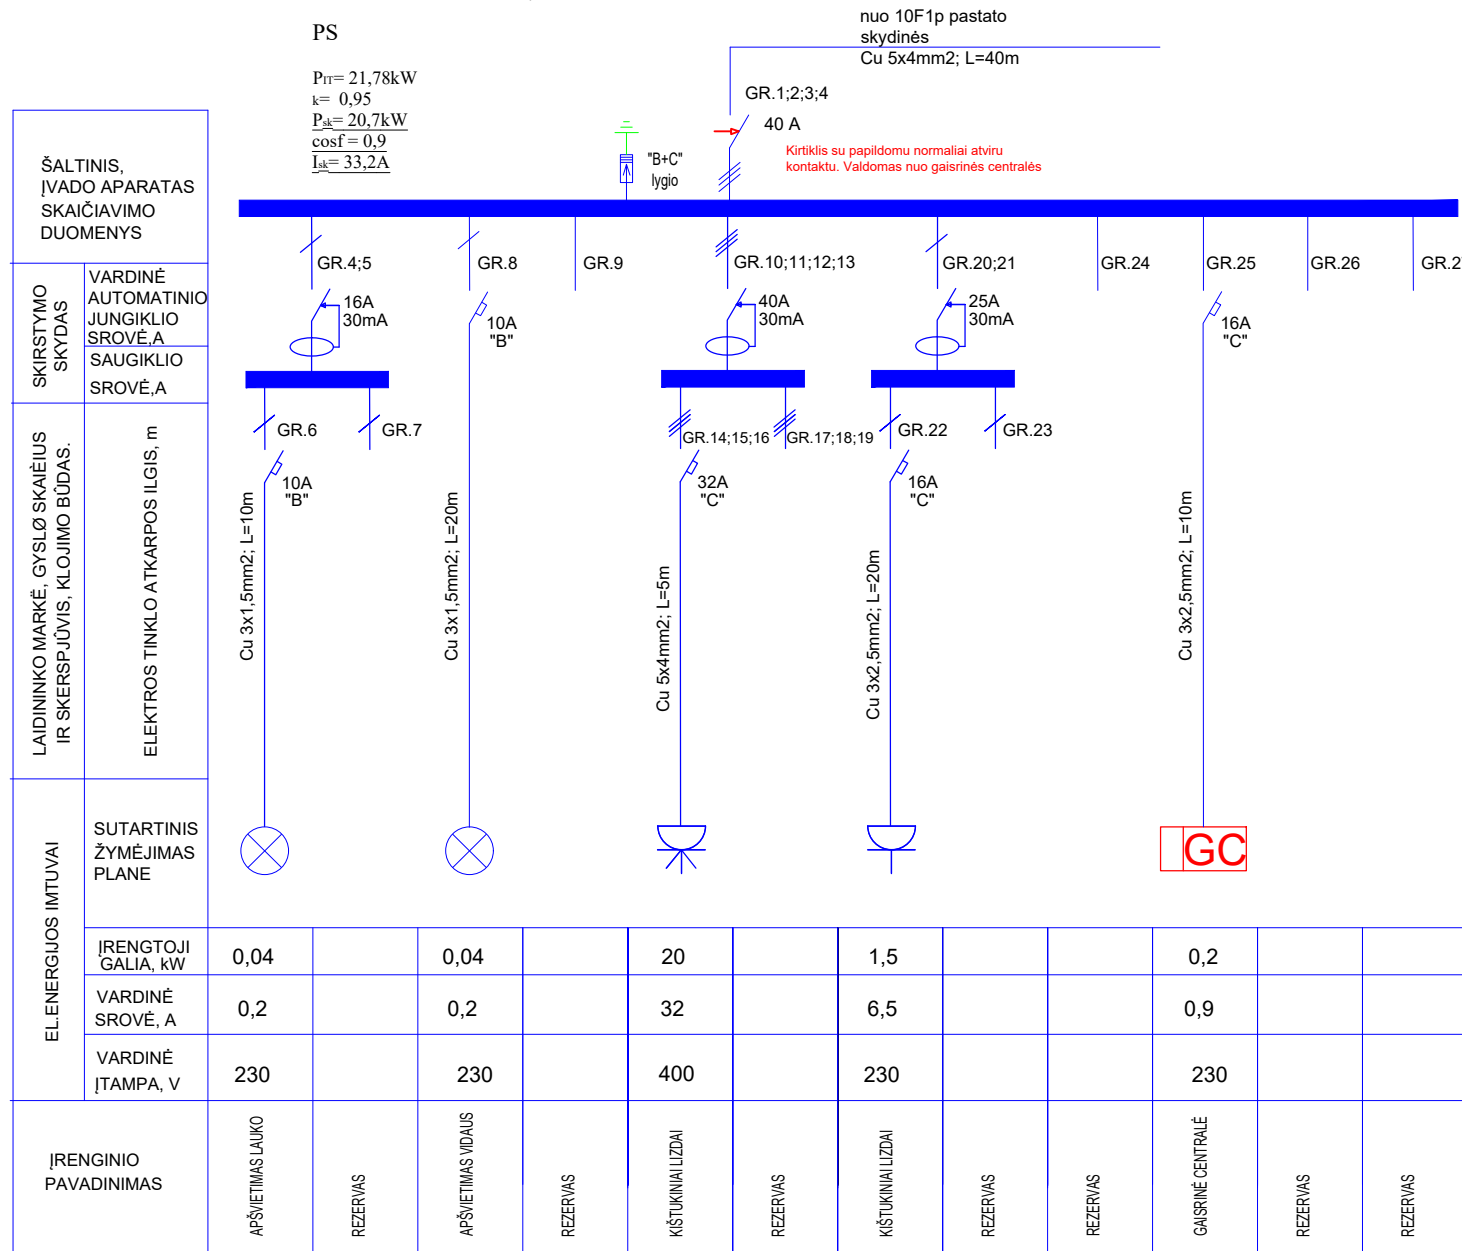 PS
PIT= 21,78kW
k= 0,95
Psk= 20,7kW
cosf = 0,9
Isk= 33,2A
nuo 10F1p pastato
skydinės
Cu 5x4mm2; L=40m
GR.1;2;3;4
40 A
Kirtiklis su papildomu normaliai atviru
kontaktu. Valdomas nuo gaisrinės centralės
"B+C"
lygio
ŠALTINIS,
ĮVADO APARATAS
SKAIČIAVIMO
DUOMENYS
SKIRSTYMO
SKYDAS
VARDINĖ
AUTOMATINIO
JUNGIKLIO
SROVĖ,A
SAUGIKLIO
SROVĖ,A
GR.4;5
GR.8
GR.9
GR.10;11;12;13
GR.20;21
GR.24
GR.25
GR.26
GR.2
16A
30mA
10A
"B"
40A
30mA
25A
30mA
16A
"C"
GR.6
GR.7
GR.14;15;16
GR.17;18;19
GR.22
GR.23
10A
"B"
32A
"C"
16A
"C"
LAIDININKO MARKË, GYSLØ SKAIÈIUS
IR SKERSPJÛVIS, KLOJIMO BÛDAS.
ELEKTROS TINKLO ATKARPOS ILGIS, m
Cu 3x1,5mm2; L=10m
Cu 3x1,5mm2; L=20m
Cu 5x4mm2; L=5m
Cu 3x2,5mm2; L=20m
Cu 3x2,5mm2; L=10m
EL.ENERGIJOS IMTUVAI
SUTARTINIS
ŽYMĖJIMAS
PLANE
GC
ĮRENGTOJI
GALIA, kW
0,04
0,04
20
1,5
0,2
VARDINĖ
SROVĖ, A
0,2
0,2
32
6,5
0,9
VARDINĖ
ĮTAMPA, V
230
230
400
230
230
ĮRENGINIO
PAVADINIMAS
APŠVIETIMAS LAUKO
REZERVAS
APŠVIETIMAS VIDAUS
REZERVAS
KIŠTUKINIAI LIZDAI
REZERVAS
KIŠTUKINIAI LIZDAI
REZERVAS
REZERVAS
GAISRINĖ CENTRALĖ
REZERVAS
REZERVAS